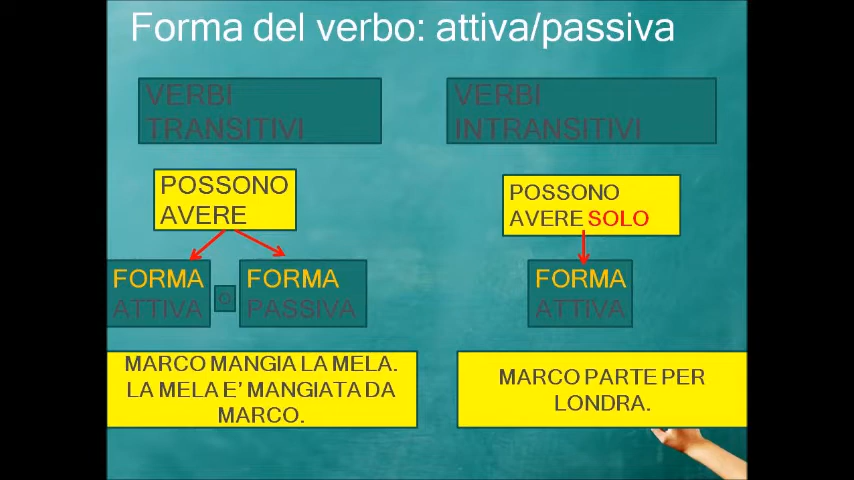 Forma del verbo: attiva/passiva
VERBI
TRANSITIVI
VERBI
INTRANSITIVI
POSSONO
AVERE
POSSONO
AVERE SOLO
FORMA
ATTIVA
O
FORMA
PASSIVA
FORMA
ATTIVA
MARCO MANGIA LA MELA.
LA MELA E' MANGIATA DA
MARCO.
MARCO PARTE PER
LONDRA.